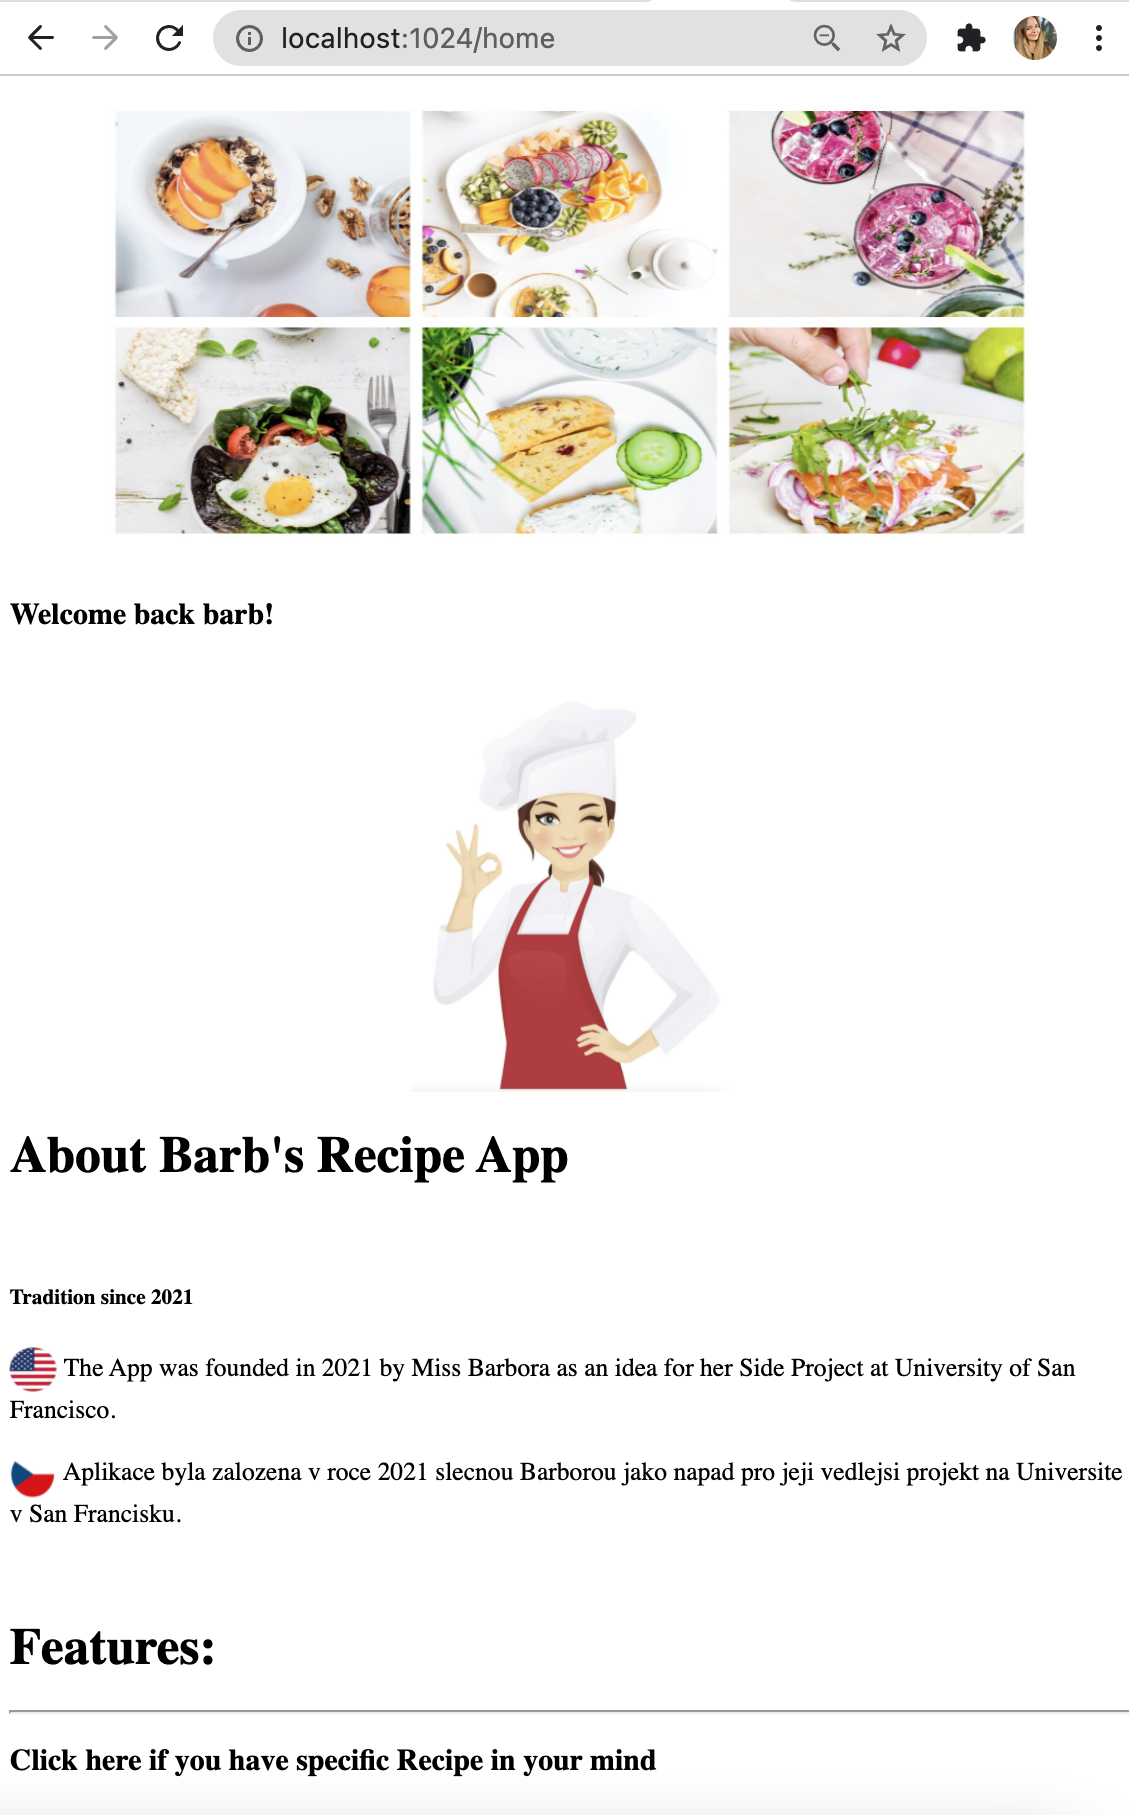 localhost:1024/home
Welcome back barb!
About Barb's Recipe App
Tradition since 2021
The App was founded in 2021 by Miss Barbora as an idea for her Side Project at University of San
Francisco.
Aplikace byla zalozena v roce 2021 slecnou Barborou jako napad pro jeji vedlejsi projekt na Universite
v San Francisku.
Features:
Click here if you have specific Recipe in your mind